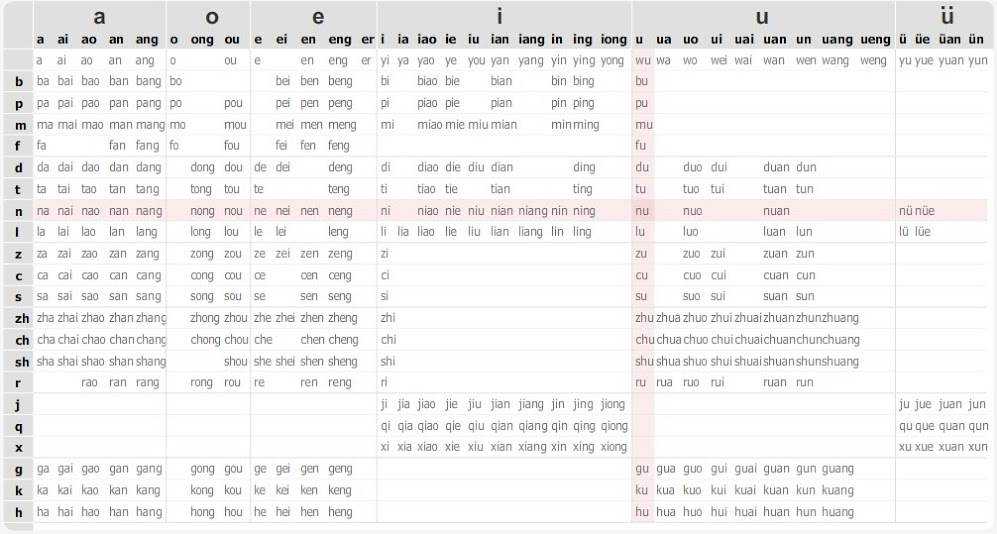 a o e i u ü
a ai ao an ang o ong ou e ei en eng er i ia iao ie iu ian iang in ing iong u ua uo ui uai uan un uang ueng ü üe üan ün
a ai ao an ang o ou e en eng er yi ya yao ye you yan yang yin ying yong wu wa wo wei wai wan wen wang weng yu yue yuan yun
b ba bai bao ban bang bo bei ben beng bi biao bie bian bin bing bu
p pa pai pao pan pang po pou pei pen peng pi piao pie pian pin ping pu
m ma mai mao man mang mo mou mei men meng mi miao mie miu mian min ming mu
f fa fan fang fo fou fei fen feng fu
d da dai dao dan dang dong dou de dei deng di diao die diu dian ding du duo dui duan dun
t ta tai tao tan tang tong tou te teng ti tiao tie tian ting tu tuo tui tuan tun
n na nai nao nan nang nong nou ne nei nen neng ni niao nie niu nian niang nin ning nu nuo nuan nü nüe
l la lai lao lan lang long lou le lei leng li lia liao lie liu lian liang lin ling lu luo luan lun lü lüe
z za zai zao zan zang zong zou ze zei zen zeng zi zu zuo zui zuan zun
c ca cai cao can cang cong cou ce cen ceng ci cu cuo cui cuan cun
s sa sai sao san sang song sou se sen seng si su suo sui suan sun
zh zha zhai zhao zhan zhang zhong zhou zhe zhei zhen zheng zhi zhu zhua zhuo zhui zhuai zhuan zhun zhuang
ch cha chai chao chan chang chong chou che chen cheng chi chu chua chuo chui chuai chuan chun chuang
sh sha shai shao shan shang shou she shei shen sheng shi shu shua shuo shui shuai shuan shun shuang
r rao ran rang rong rou re ren reng ri ru rua ruo rui ruan run
j ji jia jiao jie jiu jian jiang jin jing jiong ju jue juan jun
q qi qia qiao qie qiu qian qiang qin qing qiong qu que quan qun
x xi xia xiao xie xiu xian xiang xin xing xiong xu xue xuan xun
g ga gai gao gan gang gong gou ge gei gen geng gu gua guo gui guai guan gun guang
k ka kai kao kan kang kong kou ke kei ken keng ku kua kuo kui kuai kuan kun kuang
h ha hai hao han hang hong hou he hei hen heng hu hua huo hui huai huan hun huang